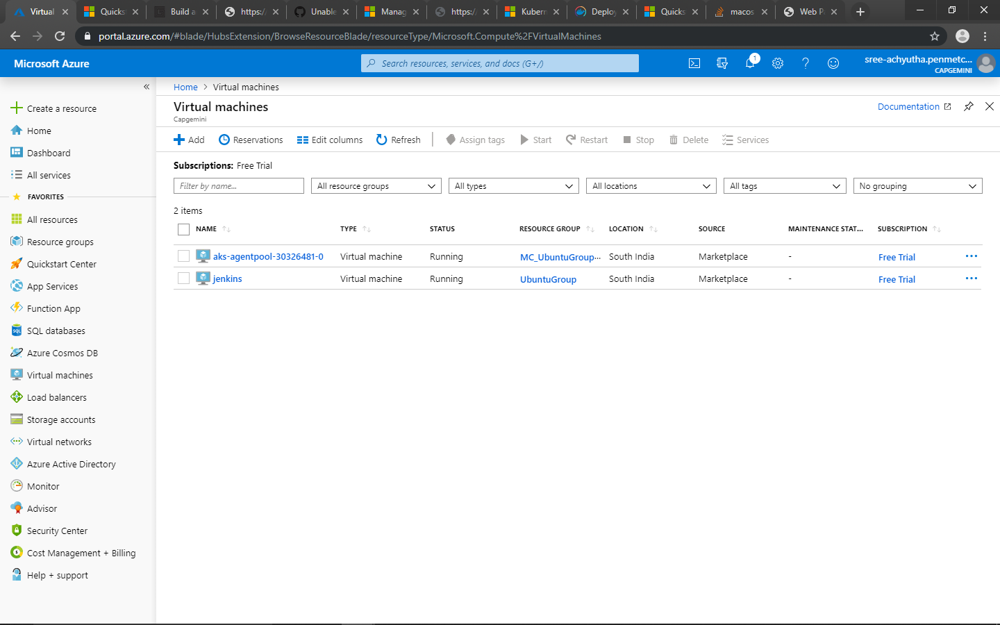 Virtual
Quicks
Build a
https:/
Unable
Manag
https:/
Kubern
Deploy
Quicks
macos
Web P
portal.azure.com/#blade/HubsExtension/BrowseResourceBlade/resourceType/Microsoft.Compute%2FVirtualMachines
Microsoft Azure
Search resources, services, and docs (G+/)
1
sree-achyutha.penmetc...
CAPGEMINI
«
Create a resource
Home
Dashboard
All services
FAVORITES
All resources
Resource groups
Quickstart Center
App Services
Function App
SQL databases
Azure Cosmos DB
Virtual machines
Load balancers
Storage accounts
Virtual networks
Azure Active Directory
Monitor
Advisor
Security Center
Cost Management + Billing
Help + support
Home > Virtual machines
Virtual machines
Capgemini
Documentation
Add Reservations Edit columns Refresh Assign tags Start Restart Stop Delete Services
Subscriptions: Free Trial
Filter by name... All resource groups All types All locations All tags No grouping
2 items
NAME TYPE STATUS RESOURCE GROUP LOCATION SOURCE MAINTENANCE STAT... SUBSCRIPTION
aks-agentpool-30326481-0 Virtual machine Running MC_UbuntuGroup... South India Marketplace - Free Trial ...
jenkins Virtual machine Running UbuntuGroup South India Marketplace - Free Trial ...